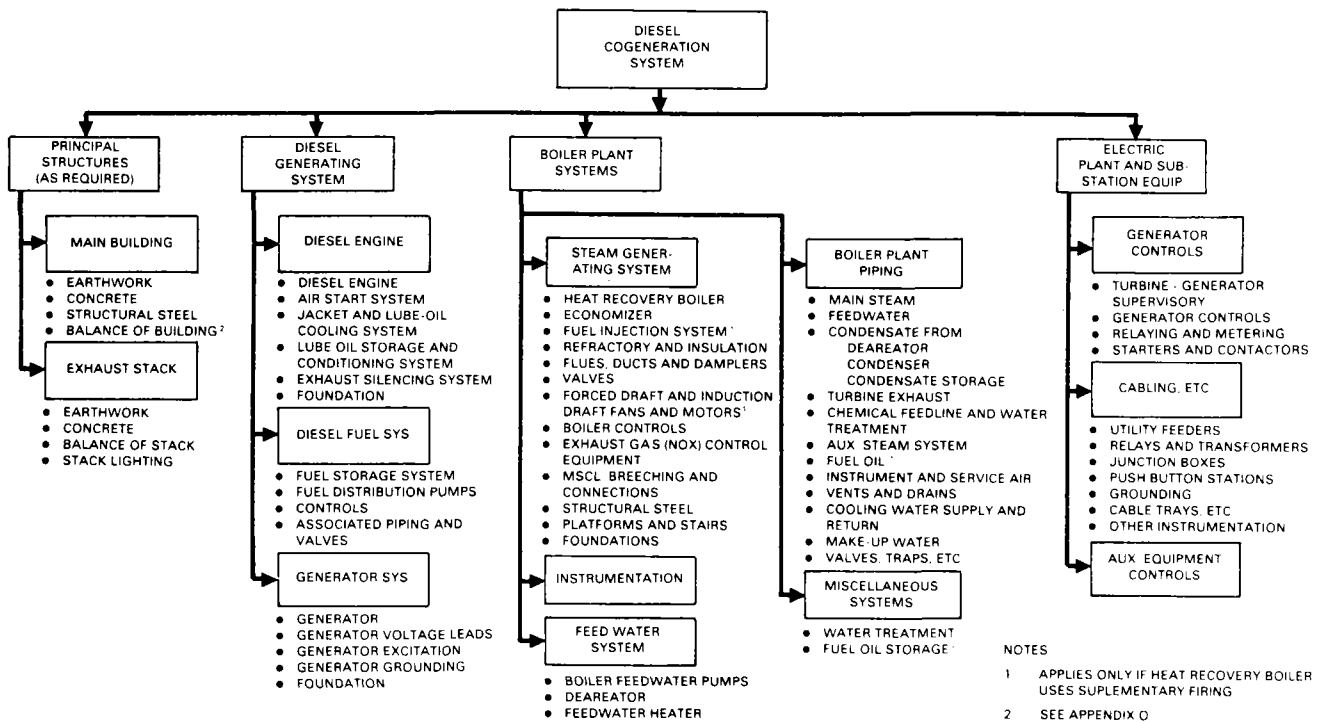 DIESEL
COGENERATION
SYSTEM
PRINCIPAL
STRUCTURES
(AS REQUIRED)
MAIN BUILDING
• EARTHWORK
• CONCRETE
• STRUCTURAL STEEL
• BALANCE OF BUILDING²
EXHAUST STACK
• EARTHWORK
• CONCRETE
• BALANCE OF STACK
• STACK LIGHTING
DIESEL
GENERATING
SYSTEM
DIESEL ENGINE
• DIESEL ENGINE
• AIR START SYSTEM
• JACKET AND LUBE-OIL
COOLING SYSTEM
• LUBE OIL STORAGE AND
CONDITIONING SYSTEM
• EXHAUST SILENCING SYSTEM
• FOUNDATION
DIESEL FUEL SYS
• FUEL STORAGE SYSTEM
• FUEL DISTRIBUTION PUMPS
• CONTROLS
• ASSOCIATED PIPING AND
VALVES
GENERATOR SYS
• GENERATOR
• GENERATOR VOLTAGE LEADS
• GENERATOR EXCITATION
• GENERATOR GROUNDING
• FOUNDATION
BOILER PLANT
SYSTEMS
STEAM GENER-
ATING SYSTEM
• HEAT RECOVERY BOILER
• ECONOMIZER
• FUEL INJECTION SYSTEM
• REFRACTORY AND INSULATION
• FLUES, DUCTS AND DAMPLERS
• VALVES
• FORCED DRAFT AND INDUCTION
DRAFT FANS AND MOTORS¹
• BOILER CONTROLS
• EXHAUST GAS (NOX) CONTROL
EQUIPMENT
• MSCL BREECHING AND
CONNECTIONS
• STRUCTURAL STEEL
• PLATFORMS AND STAIRS
• FOUNDATIONS
INSTRUMENTATION
FEED WATER
SYSTEM
• BOILER FEEDWATER PUMPS
• DEAREATOR
• FEEDWATER HEATER
BOILER PLANT
PIPING
• MAIN STEAM
• FEEDWATER
• CONDENSATE FROM
DEAREATOR
CONDENSER
CONDENSATE STORAGE
• TURBINE EXHAUST
• CHEMICAL FEEDLINE AND WATER
TREATMENT
• AUX STEAM SYSTEM
• FUEL OIL
• INSTRUMENT AND SERVICE AIR
• VENTS AND DRAINS
• COOLING WATER SUPPLY AND
RETURN
• MAKE-UP WATER
• VALVES, TRAPS, ETC
MISCELLANEOUS
SYSTEMS
• WATER TREATMENT
• FUEL OIL STORAGE
ELECTRIC
PLANT AND SUB-
STATION EQUIP
GENERATOR
CONTROLS
• TURBINE - GENERATOR
SUPERVISORY
• GENERATOR CONTROLS
• RELAYING AND METERING
• STARTERS AND CONTACTORS
CABLING, ETC
• UTILITY FEEDERS
• RELAYS AND TRANSFORMERS
• JUNCTION BOXES
• PUSH BUTTON STATIONS
• GROUNDING
• CABLE TRAYS, ETC
• OTHER INSTRUMENTATION
AUX EQUIPMENT
CONTROLS
NOTES
1 APPLIES ONLY IF HEAT RECOVERY BOILER
USES SUPLEMENTARY FIRING
2 SEE APPENDIX O